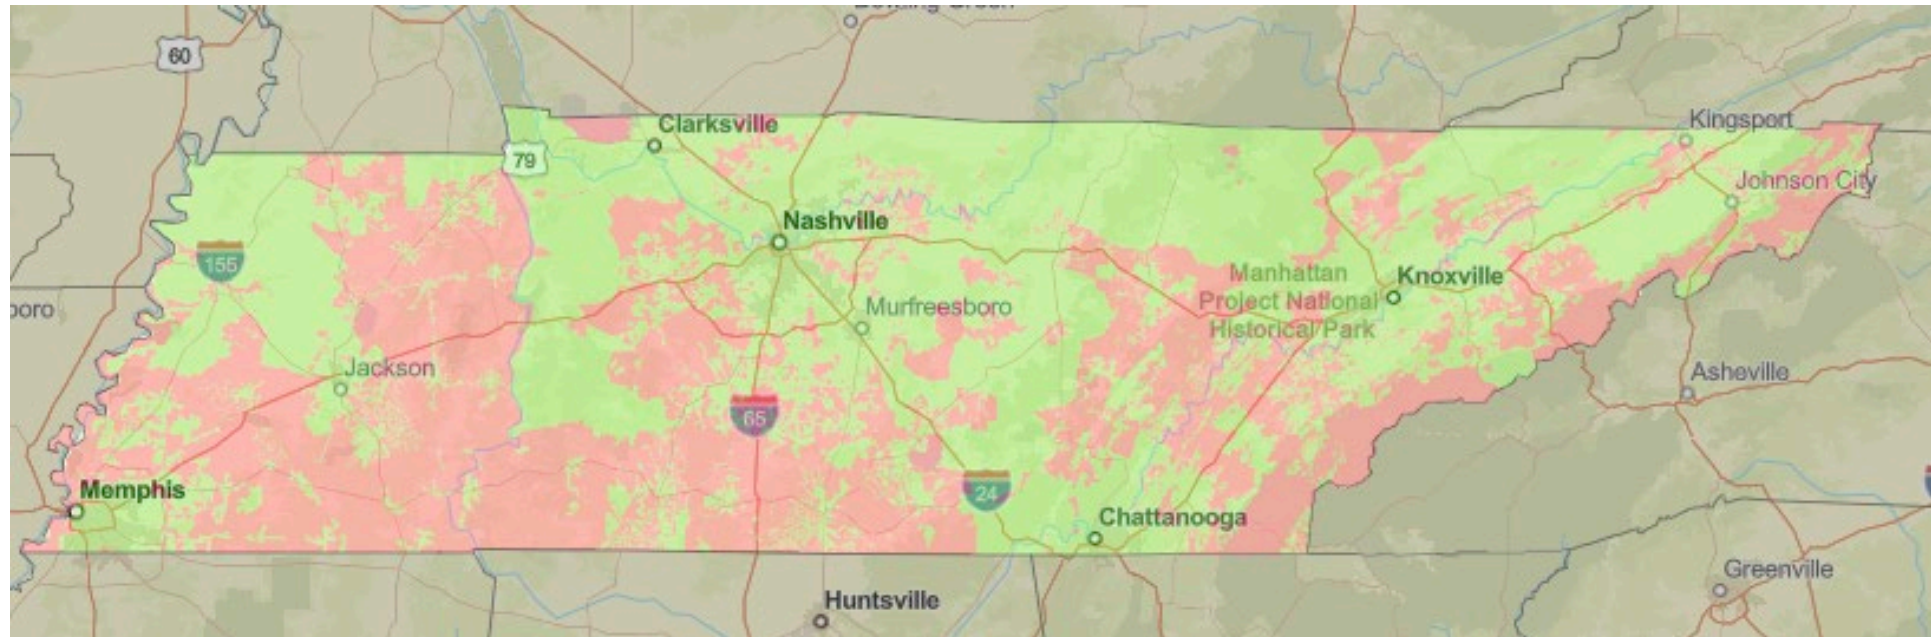 60
Clarksville
Kingsport
79
Johnson City
Nashville
155
Manhattan
Project National
Historical Park
Knoxville
Murfreesboro
Jackson
Asheville
65
24
Memphis
Chattanooga
Greenville
Huntsville